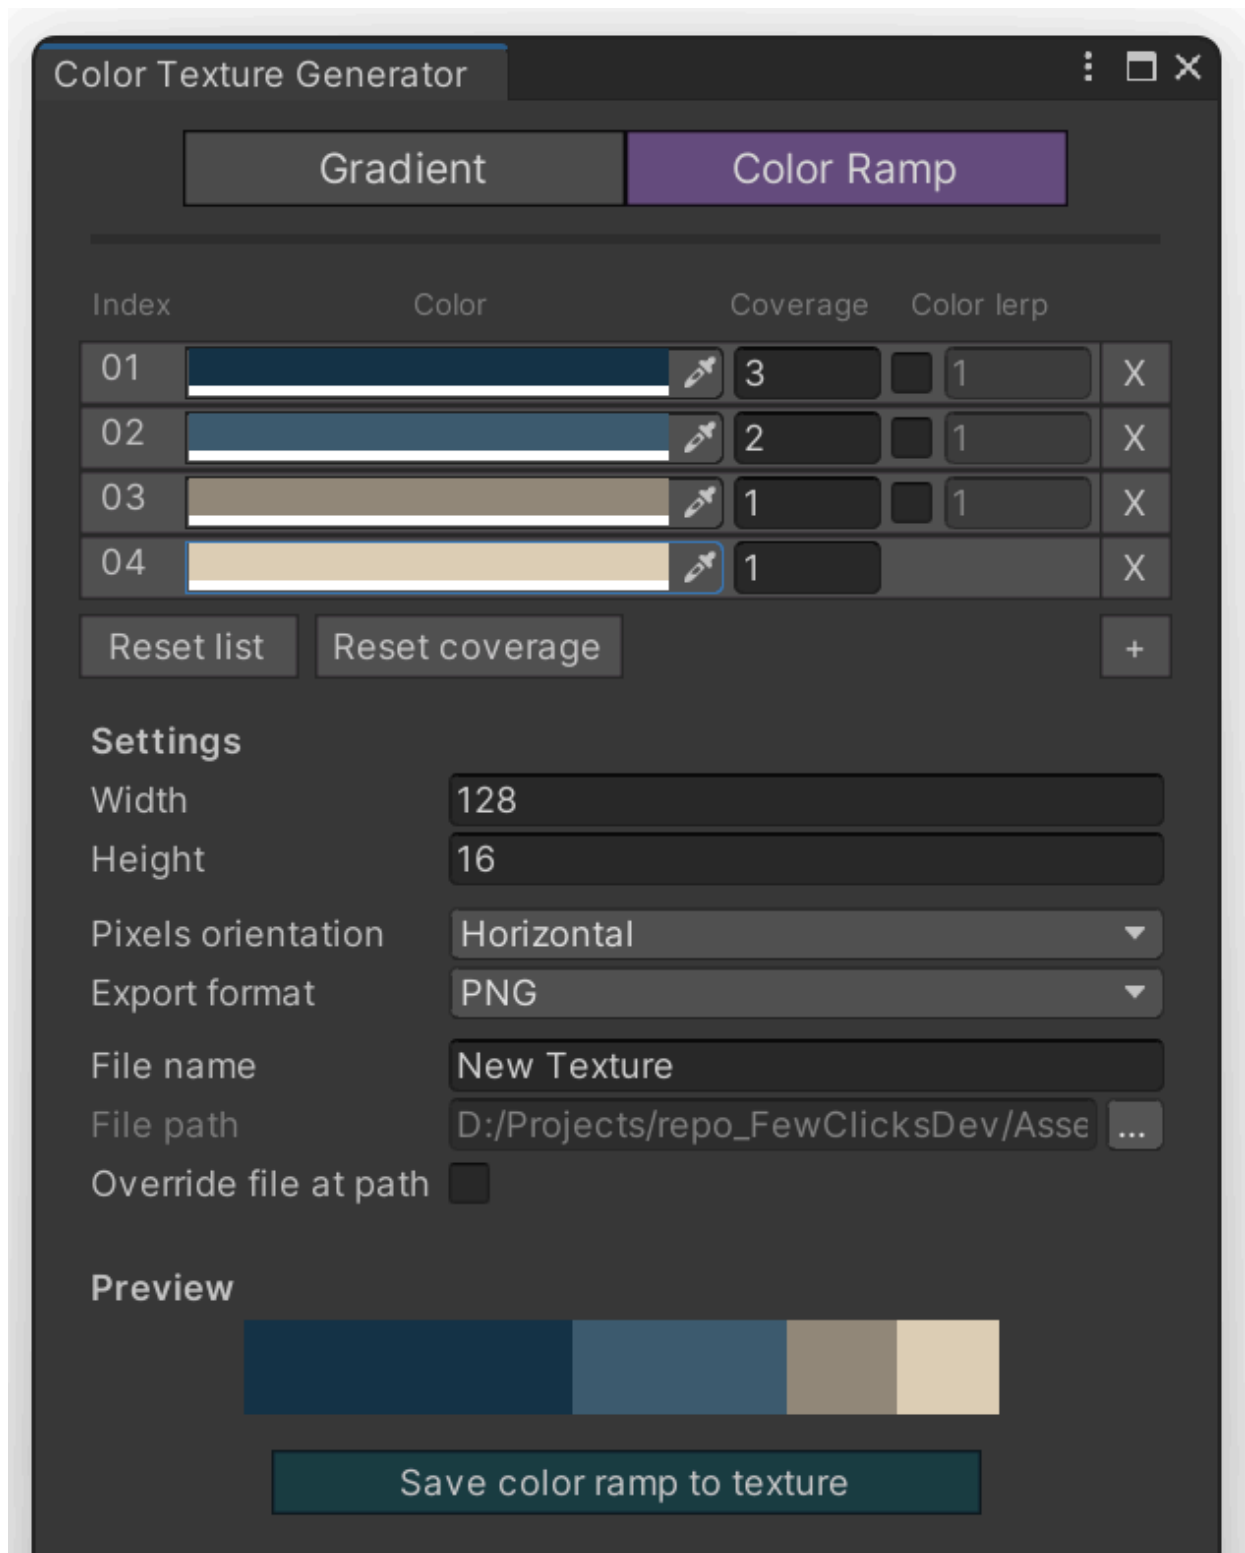 Color Texture Generator
Gradient Color Ramp
Index Color Coverage Color lerp
01 3 1 X
02 2 1 X
03 1 1 X
04 1 X
Reset list Reset coverage +
Settings
Width 128
Height 16
Pixels orientation Horizontal
Export format PNG
File name New Texture
File path D:/Projects/repo_FewClicksDev/Asse ...
Override file at path
Preview
Save color ramp to texture